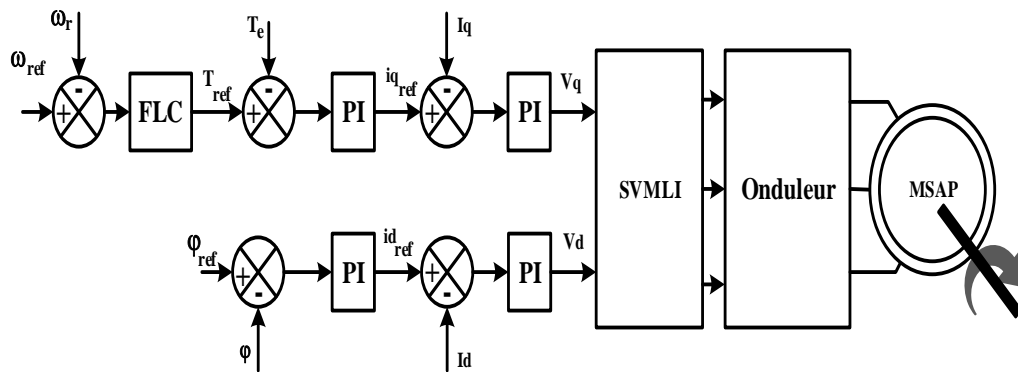 ωr
Te
Iq
ωref
+
-
FLC
Tref
+
-
PI
iqref
+
-
PI
Vq
SVMLI
Onduleur
MSAP
φref
+
-
PI
idref
+
-
PI
Vd
φ
Id